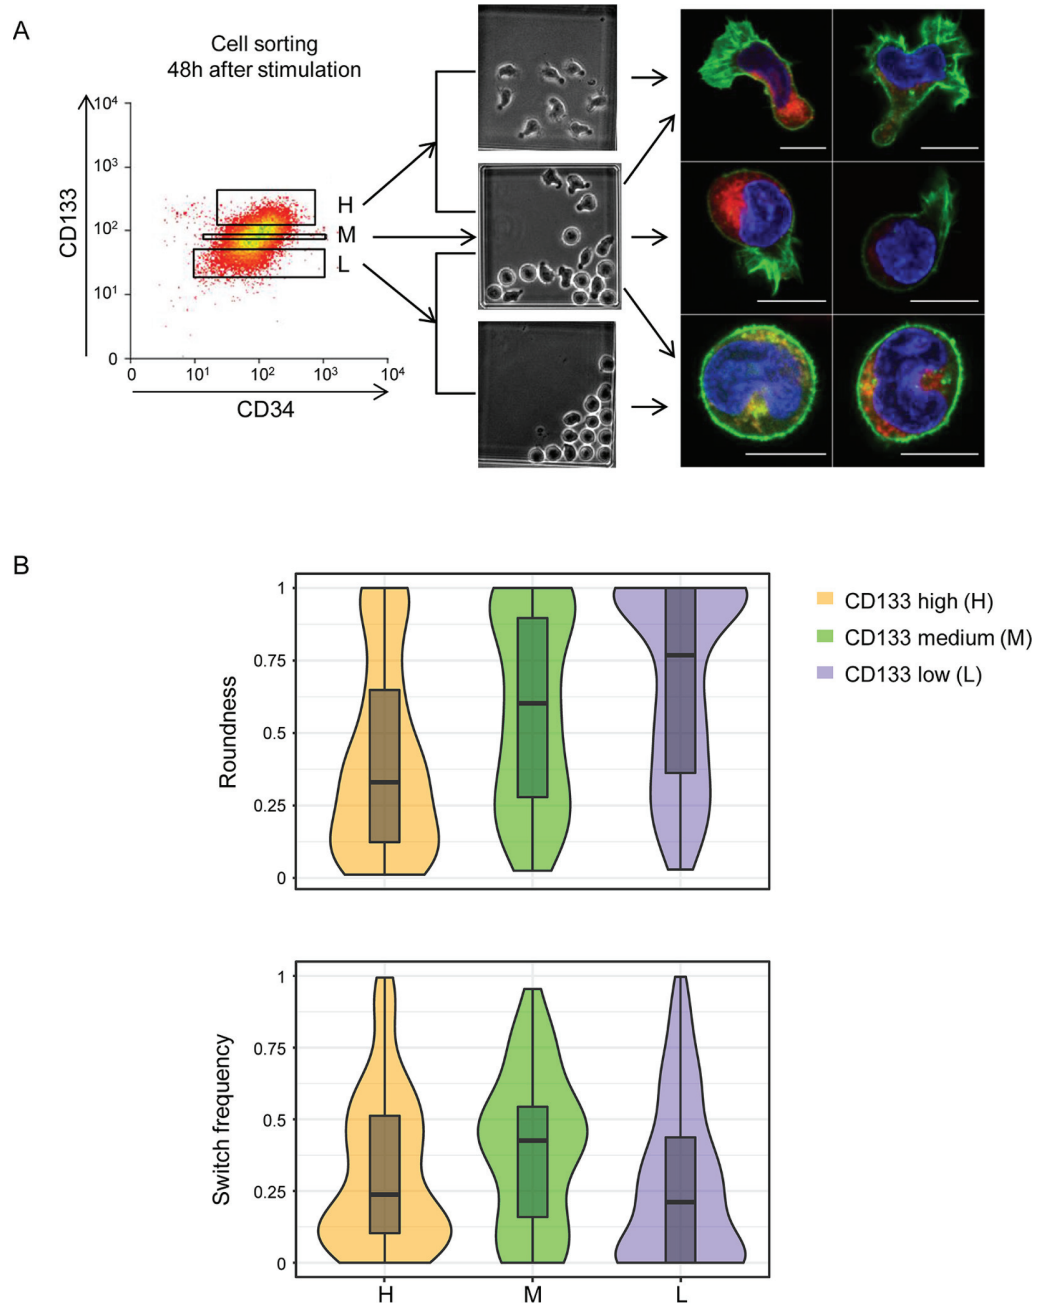 A
Cell sorting
48h after stimulation
CD133
10⁴
10³
10²
10¹
0
H
M
L
0
10¹
10²
10³
10⁴
CD34
B
Roundness
1
0.75
0.5
0.25
0
CD133 high (H)
CD133 medium (M)
CD133 low (L)
Switch frequency
1
0.75
0.5
0.25
0
H
M
L